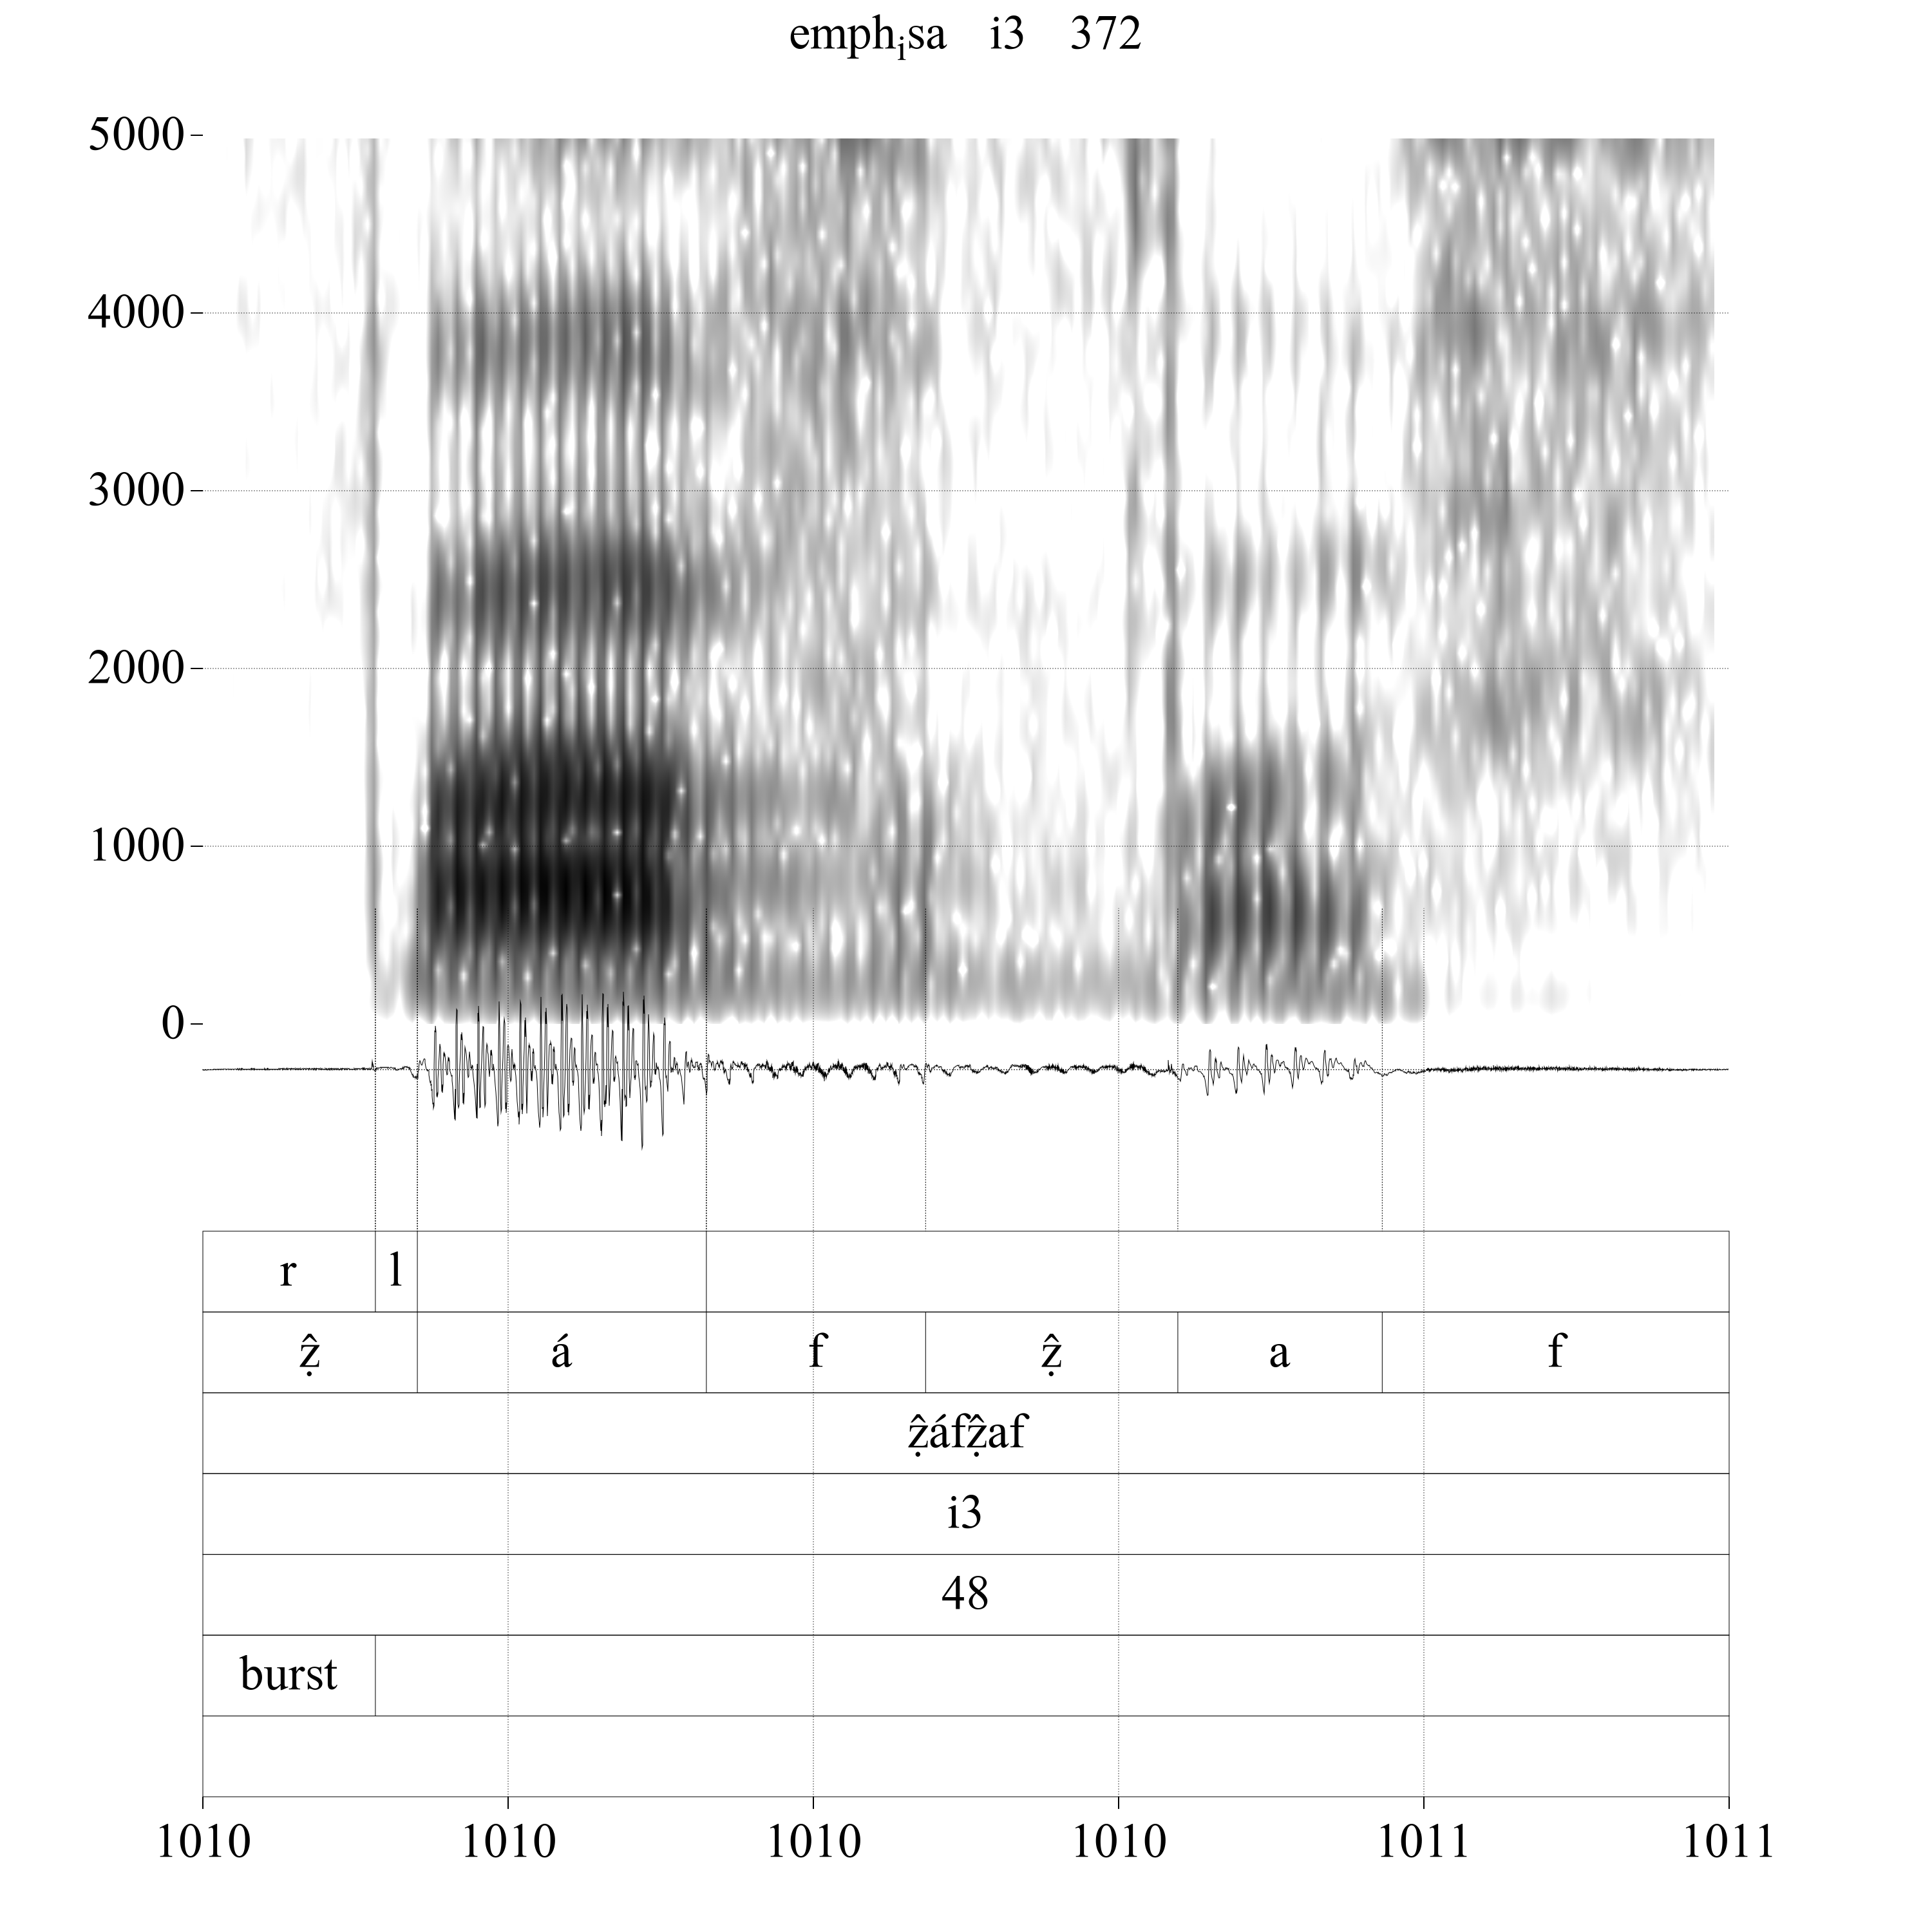 emphᵢsa i3 372
5000
4000
3000
2000
1000
0
r l
ẓ̂ á f ẓ̂ a f
ẓ̂áfẓ̂af
i3
48
burst
1010 1010 1010 1010 1011 1011